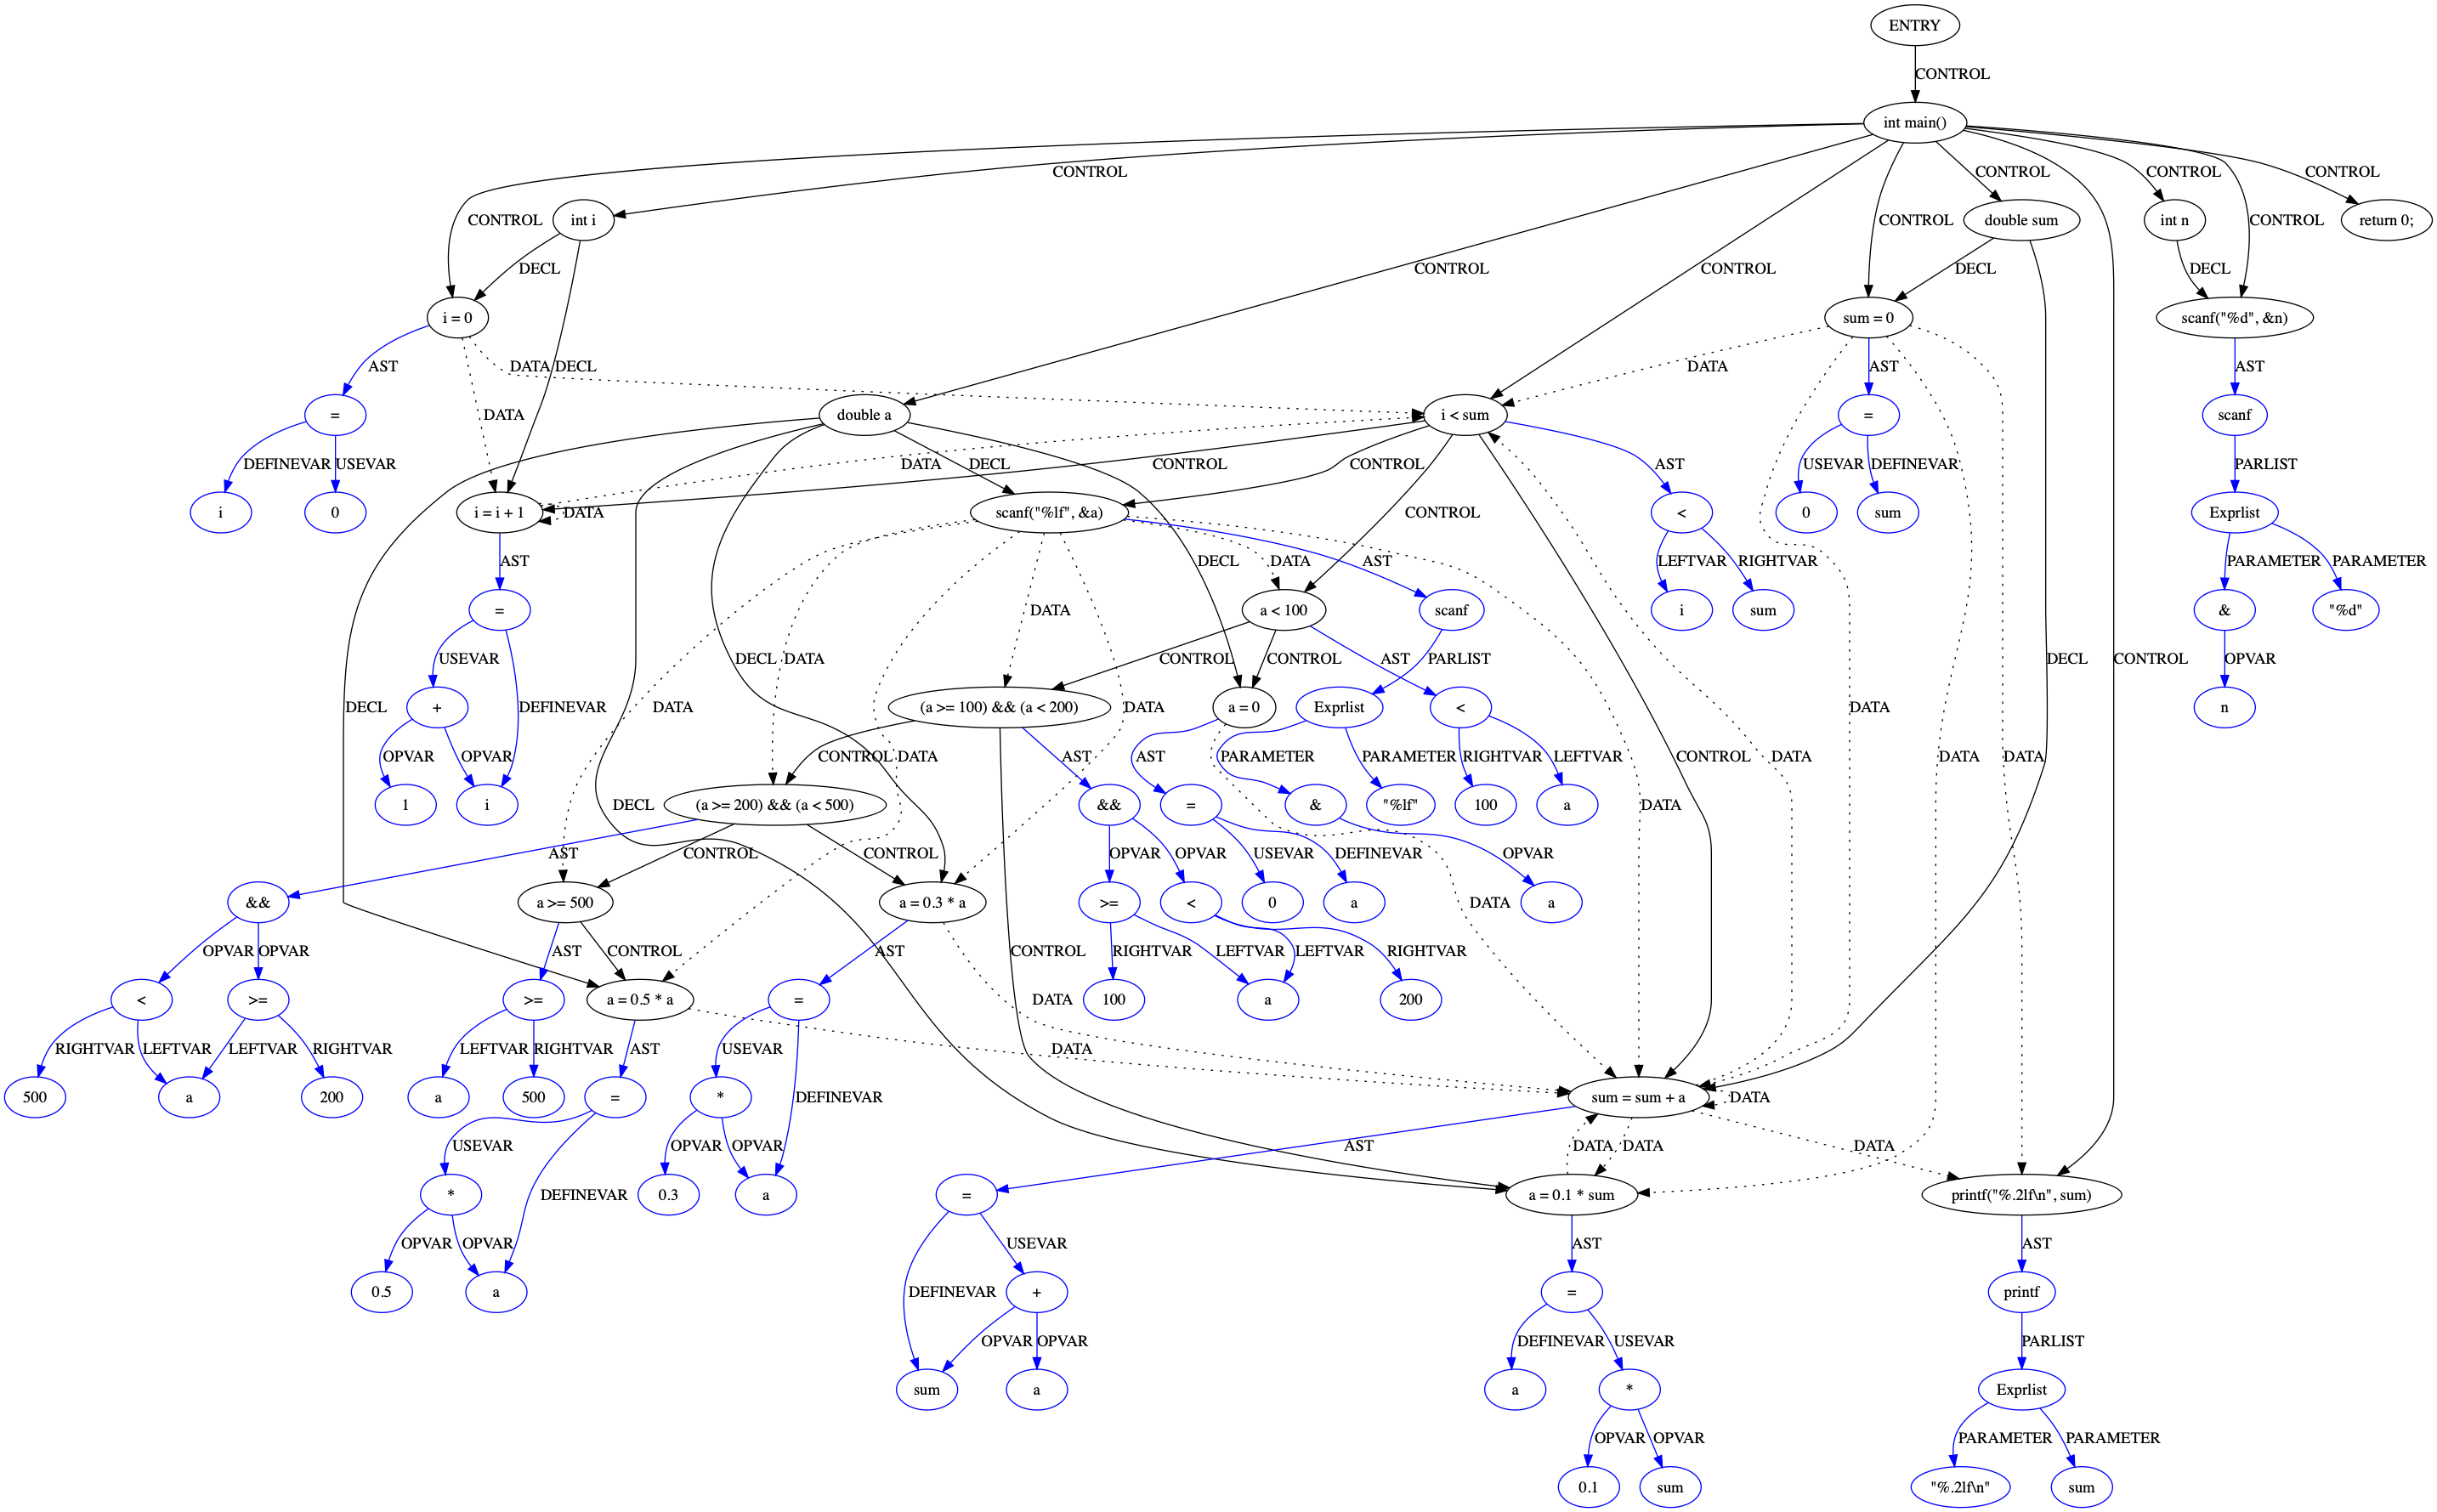 ENTRY
CONTROL
int main()
CONTROL
CONTROL
CONTROL
CONTROL
CONTROL
int i
CONTROL
double sum
int n
CONTROL
return 0;
DECL
CONTROL
CONTROL
DECL
DECL
i = 0
sum = 0
scanf("%d", &n)
AST
DATA
DECL
DATA
AST
AST
=
DATA
double a
i < sum
=
scanf
DEFINEVAR
USEVAR
DATA
CONTROL
DECL
CONTROL
AST
USEVAR
DEFINEVAR
PARLIST
i
0
i = i + 1
DATA
scanf("%lf", &a)
CONTROL
<
0
sum
Exprlist
AST
DECL
DATA
AST
LEFTVAR
RIGHTVAR
PARAMETER
PARAMETER
=
DATA
a < 100
scanf
i
sum
&
"%d"
USEVAR
DATA
DECL
CONTROL
CONTROL
AST
PARLIST
DECL
OPVAR
CONTROL
+
DEFINEVAR
DECL
DATA
(a >= 100) && (a < 200)
DATA
a = 0
Exprlist
<
DATA
n
OPVAR
OPVAR
CONTROL
DATA
AST
AST
PARAMETER
PARAMETER
RIGHTVAR
LEFTVAR
CONTROL
DATA
DATA
DATA
1
i
(a >= 200) && (a < 500)
DECL
&&
=
&
"%lf"
100
a
DATA
AST
CONTROL
CONTROL
OPVAR
OPVAR
USEVAR
DEFINEVAR
OPVAR
&&
a >= 500
a = 0.3 * a
>=
<
0
a
DATA
a
OPVAR
OPVAR
AST
CONTROL
AST
CONTROL
RIGHTVAR
LEFTVAR
LEFTVAR
RIGHTVAR
<
>=
>=
a = 0.5 * a
=
DATA
100
a
200
RIGHTVAR
LEFTVAR
LEFTVAR
RIGHTVAR
LEFTVAR
RIGHTVAR
AST
USEVAR
DATA
500
a
200
a
500
=
*
DEFINEVAR
sum = sum + a
DATA
USEVAR
OPVAR
OPVAR
AST
DATA
DATA
DATA
*
DEFINEVAR
0.3
a
=
a = 0.1 * sum
printf("%.2lf\n", sum)
OPVAR
OPVAR
USEVAR
AST
AST
0.5
a
DEFINEVAR
+
=
printf
OPVAR
OPVAR
DEFINEVAR
USEVAR
PARLIST
sum
a
a
*
Exprlist
OPVAR
OPVAR
PARAMETER
PARAMETER
0.1
sum
"%.2lf\n"
sum